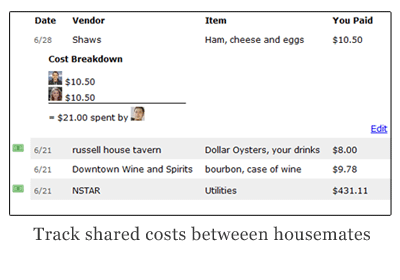 Date Vendor Item You Paid
6/28 Shaws Ham, cheese and eggs $10.50
Cost Breakdown
$10.50
$10.50
= $21.00 spent by
Edit
6/21 russell house tavern Dollar Oysters, your drinks $8.00
6/21 Downtown Wine and Spirits bourbon, case of wine $9.78
6/21 NSTAR Utilities $431.11
Track shared costs betweeen housemates